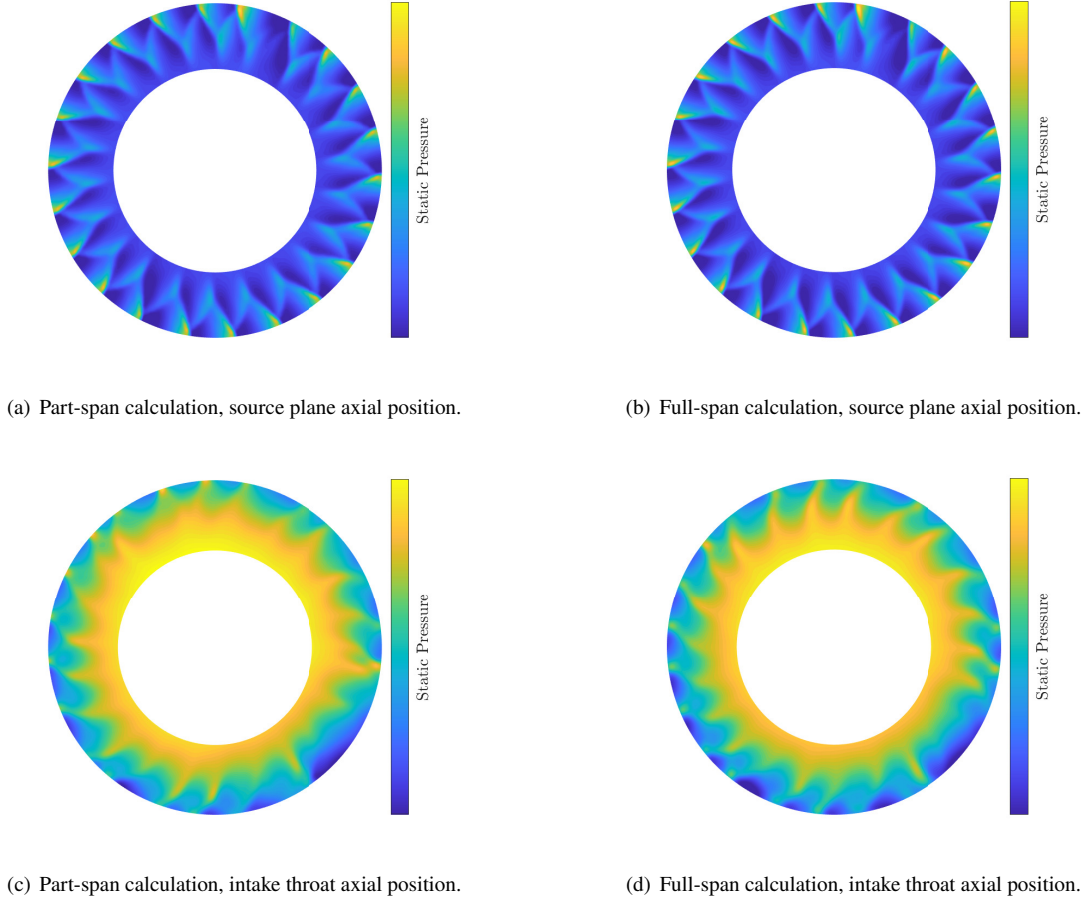 Static Pressure
Static Pressure
(a) Part-span calculation, source plane axial position.
(b) Full-span calculation, source plane axial position.
Static Pressure
Static Pressure
(c) Part-span calculation, intake throat axial position.
(d) Full-span calculation, intake throat axial position.